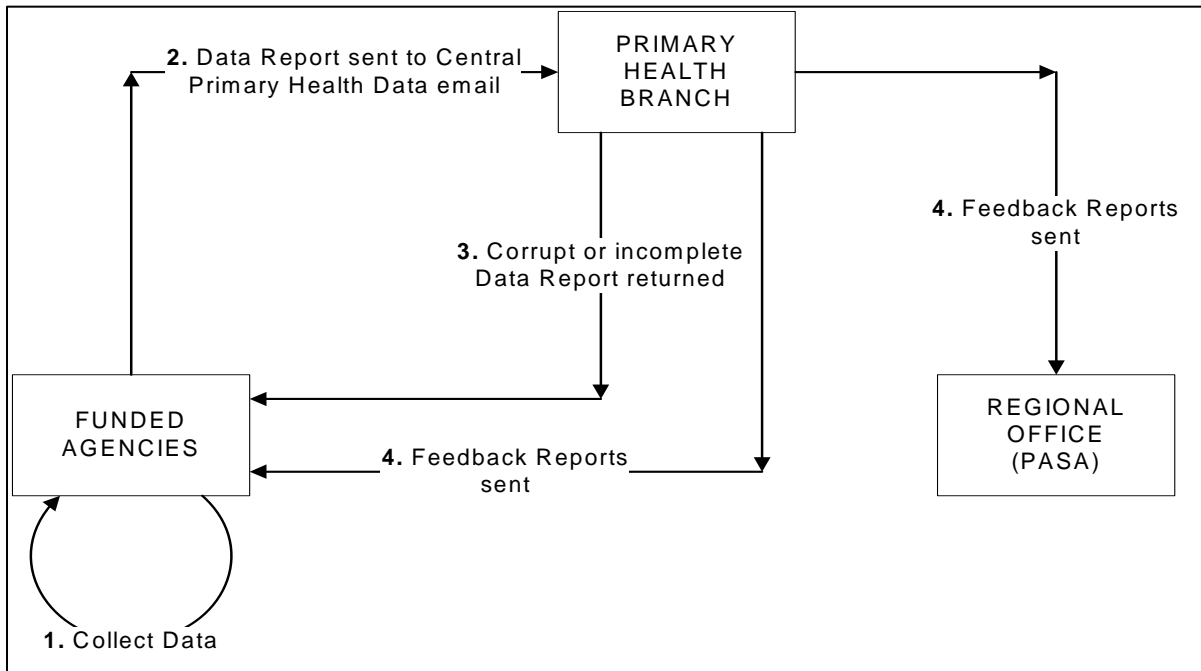 2. Data Report sent to Central
Primary Health Data email
PRIMARY
HEALTH
BRANCH
4. Feedback Reports
sent
3. Corrupt or incomplete
Data Report returned
FUNDED
AGENCIES
4. Feedback Reports
sent
REGIONAL
OFFICE
(PASA)
1. Collect Data